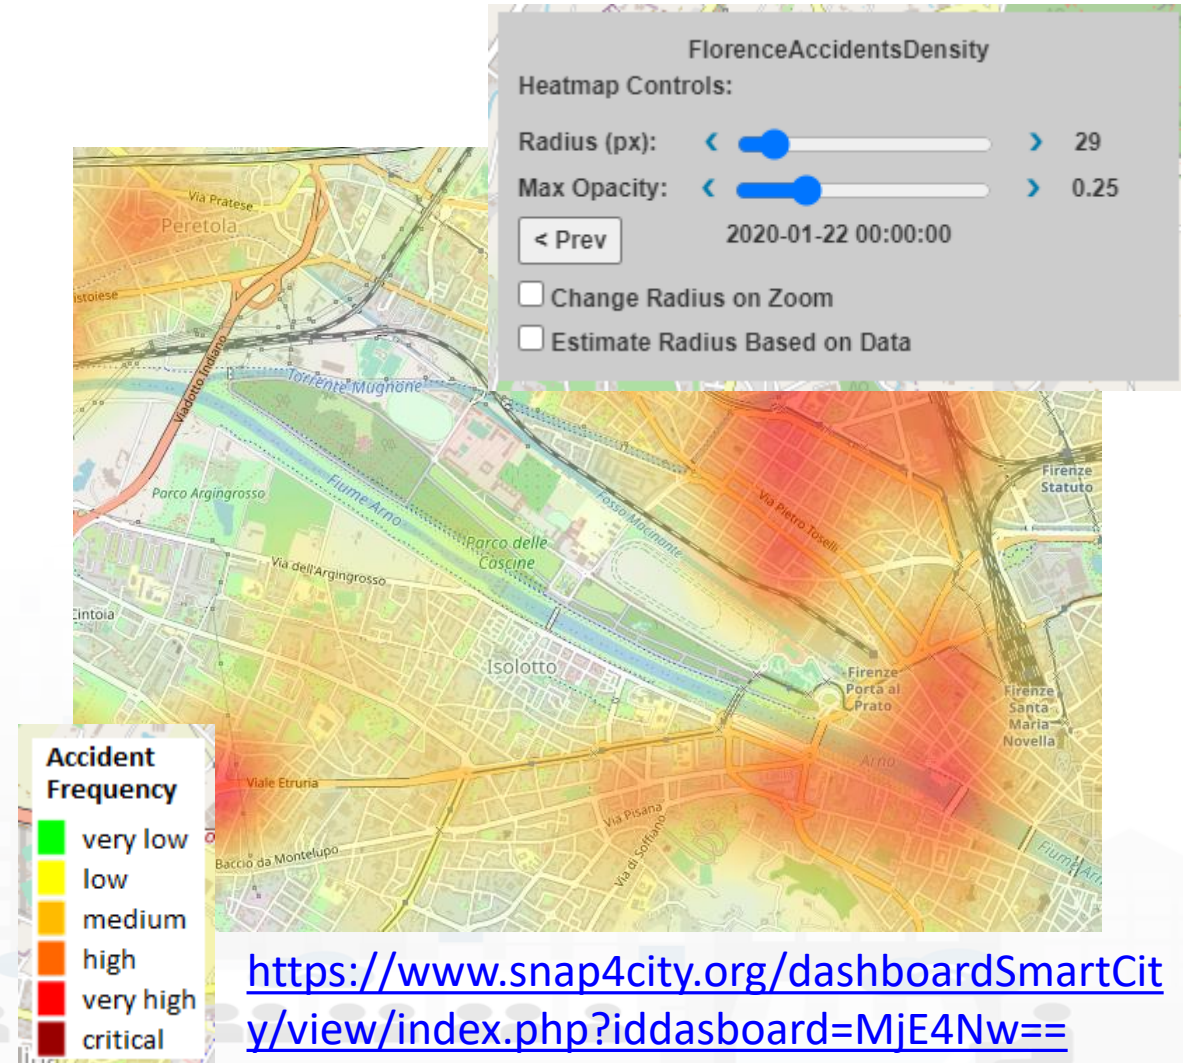 FlorenceAccidentsDensity
Heatmap Controls:
Radius (px):
29
Max Opacity:
0.25
< Prev
2020-01-22 00:00:00
Change Radius on Zoom
Estimate Radius Based on Data
Via Pratese
Peretola
Viadotto Indiano
Torrente Mugnone
Parco Argingrosso
Fiume Arno
Fosso Macinante
Via Pietro Toselli
Firenze
Statuto
Parco delle
Cascine
Via dell'Argingrosso
Isolotto
Firenze
Porta al
Prato
Firenze
Santa
Maria
Novella
Arno
Viale Etruria
Via Pisana
Via di Soffiano
Baccio da Montelupo
Accident
Frequency
very low
low
medium
high
very high
critical
https://www.snap4city.org/dashboardSmartCit
y/view/index.php?iddasboard=MjE4Nw==